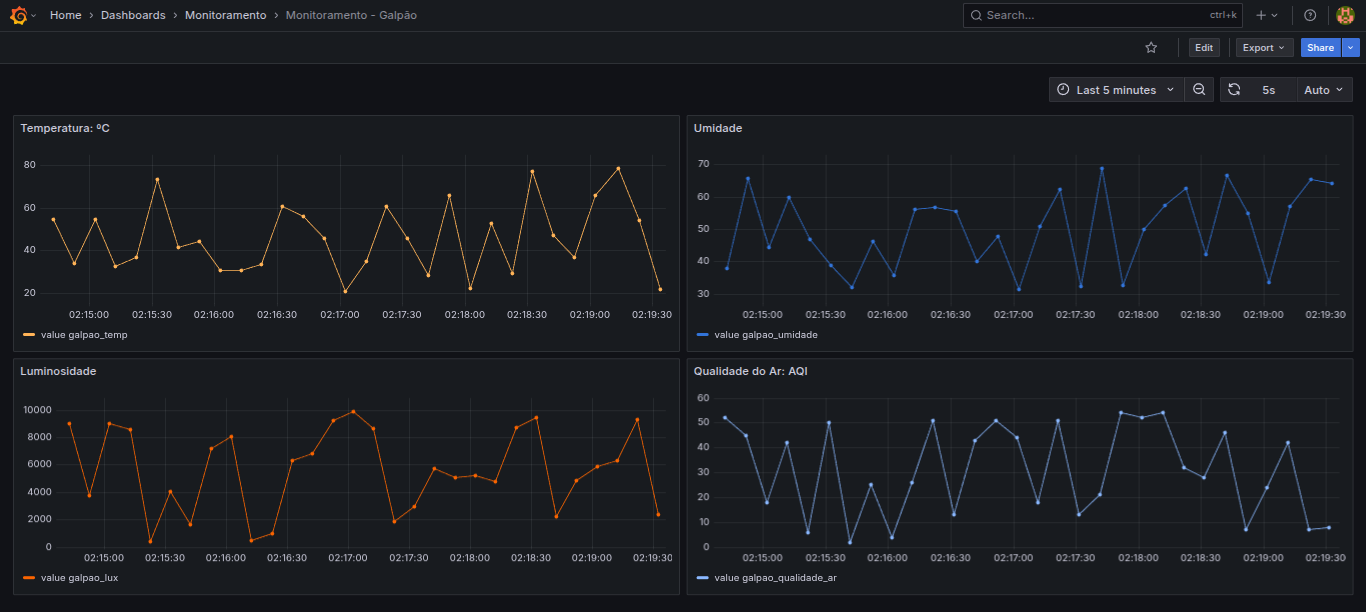 Home › Dashboards › Monitoramento › Monitoramento - Galpão
Search... ctrl+k
Edit Export Share
Last 5 minutes 5s Auto
Temperatura: ºC
80
60
40
20
02:15:00 02:15:30 02:16:00 02:16:30 02:17:00 02:17:30 02:18:00 02:18:30 02:19:00 02:19:30
value galpao_temp
Umidade
70
60
50
40
30
02:15:00 02:15:30 02:16:00 02:16:30 02:17:00 02:17:30 02:18:00 02:18:30 02:19:00 02:19:30
value galpao_umidade
Luminosidade
10000
8000
6000
4000
2000
0
02:15:00 02:15:30 02:16:00 02:16:30 02:17:00 02:17:30 02:18:00 02:18:30 02:19:00 02:19:30
value galpao_lux
Qualidade do Ar: AQI
60
50
40
30
20
10
0
02:15:00 02:15:30 02:16:00 02:16:30 02:17:00 02:17:30 02:18:00 02:18:30 02:19:00 02:19:30
value galpao_qualidade_ar